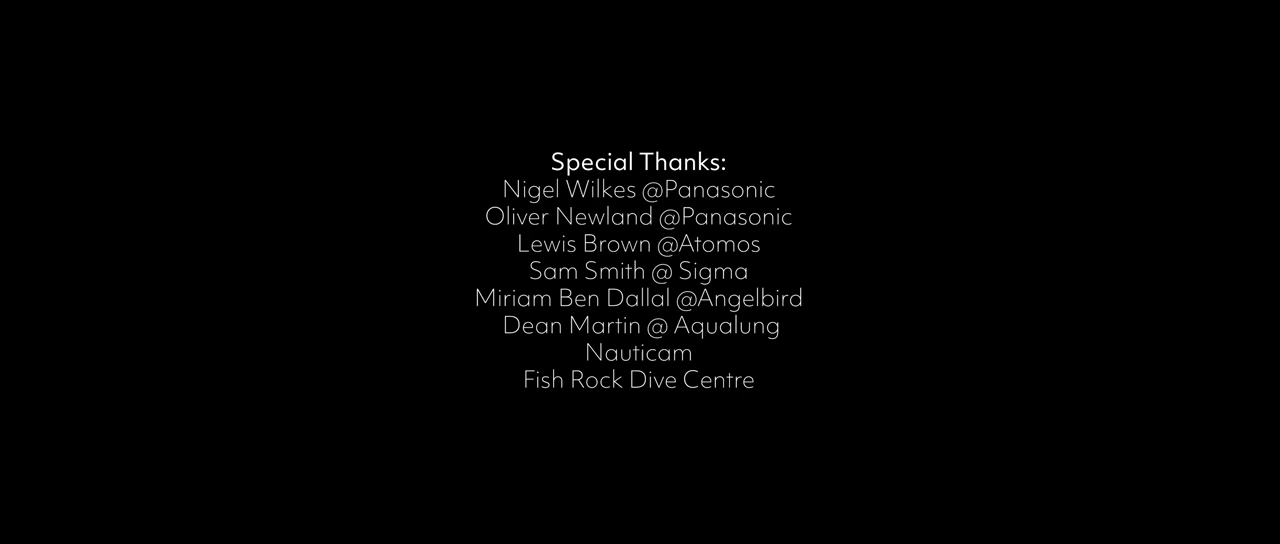 Special Thanks:
Nigel Wilkes @Panasonic
Oliver Newland @Panasonic
Lewis Brown @Atomos
Sam Smith @ Sigma
Miriam Ben Dallal @Angelbird
Dean Martin @ Aqualung
Nauticam
Fish Rock Dive Centre